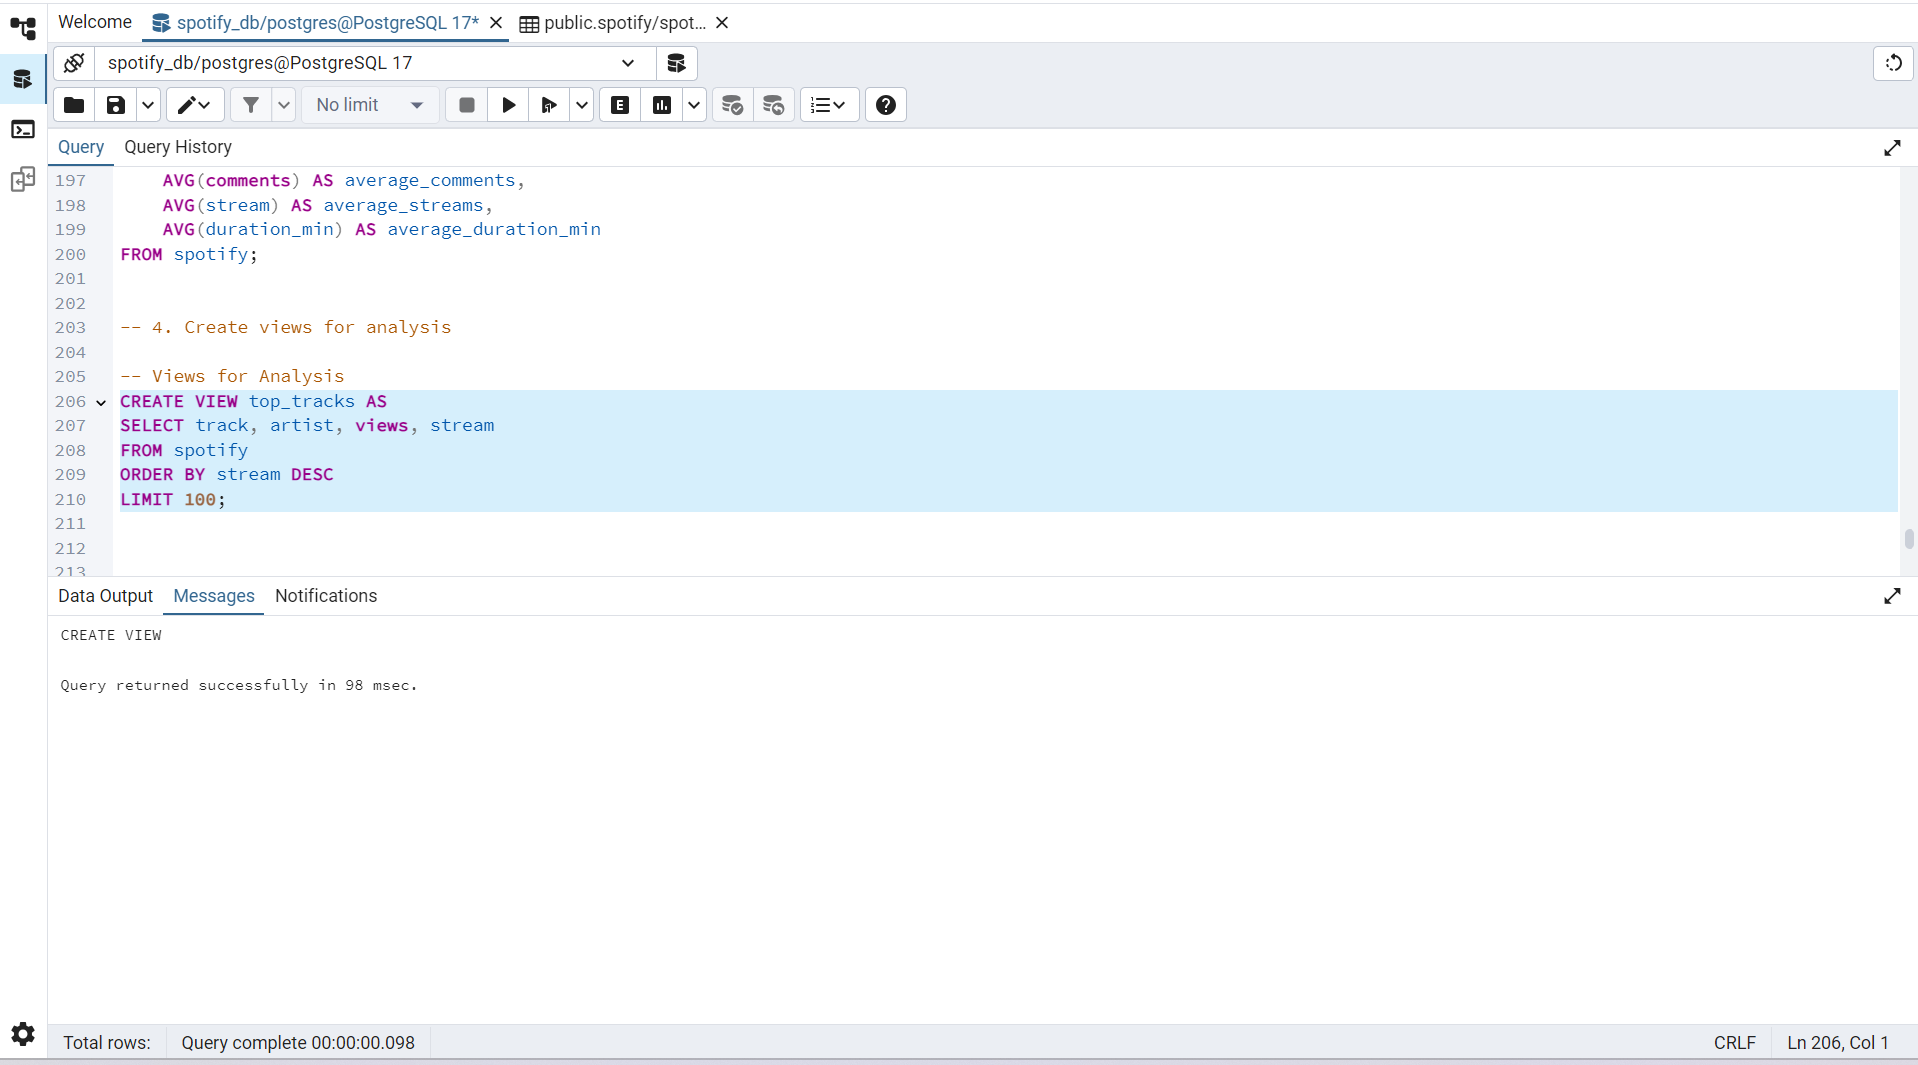 Welcome
spotify_db/postgres@PostgreSQL 17*
public.spotify/spot...
spotify_db/postgres@PostgreSQL 17
No limit
E
Query
Query History
197 AVG(comments) AS average_comments,
198 AVG(stream) AS average_streams,
199 AVG(duration_min) AS average_duration_min
200 FROM spotify;
201
202
203 -- 4. Create views for analysis
204
205 -- Views for Analysis
206 CREATE VIEW top_tracks AS
207 SELECT track, artist, views, stream
208 FROM spotify
209 ORDER BY stream DESC
210 LIMIT 100;
211
212
213
Data Output
Messages
Notifications
CREATE VIEW
Query returned successfully in 98 msec.
Total rows:
Query complete 00:00:00.098
CRLF
Ln 206, Col 1